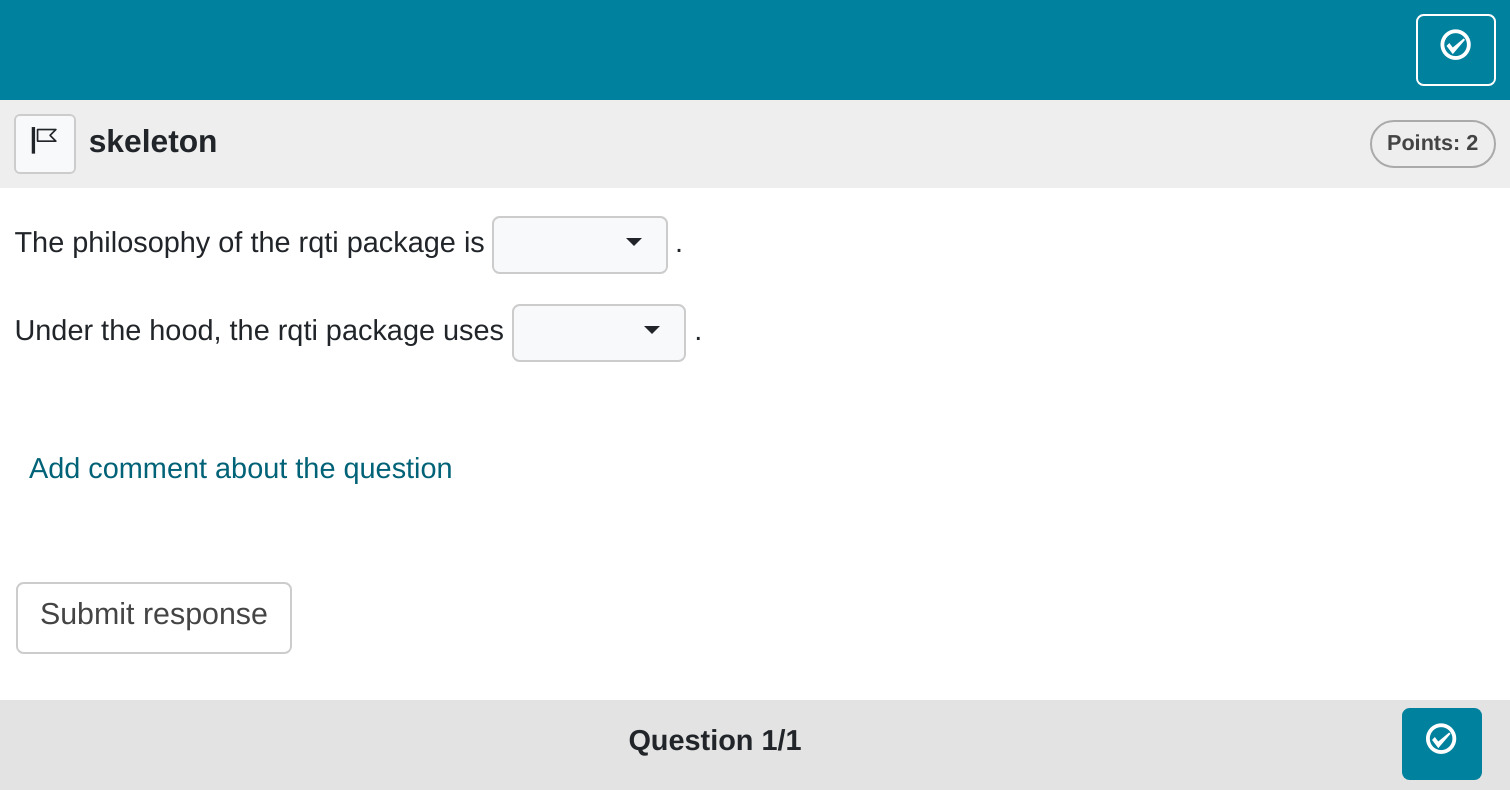 skeleton
Points: 2
The philosophy of the rqti package is .
Under the hood, the rqti package uses .
Add comment about the question
Submit response
Question 1/1